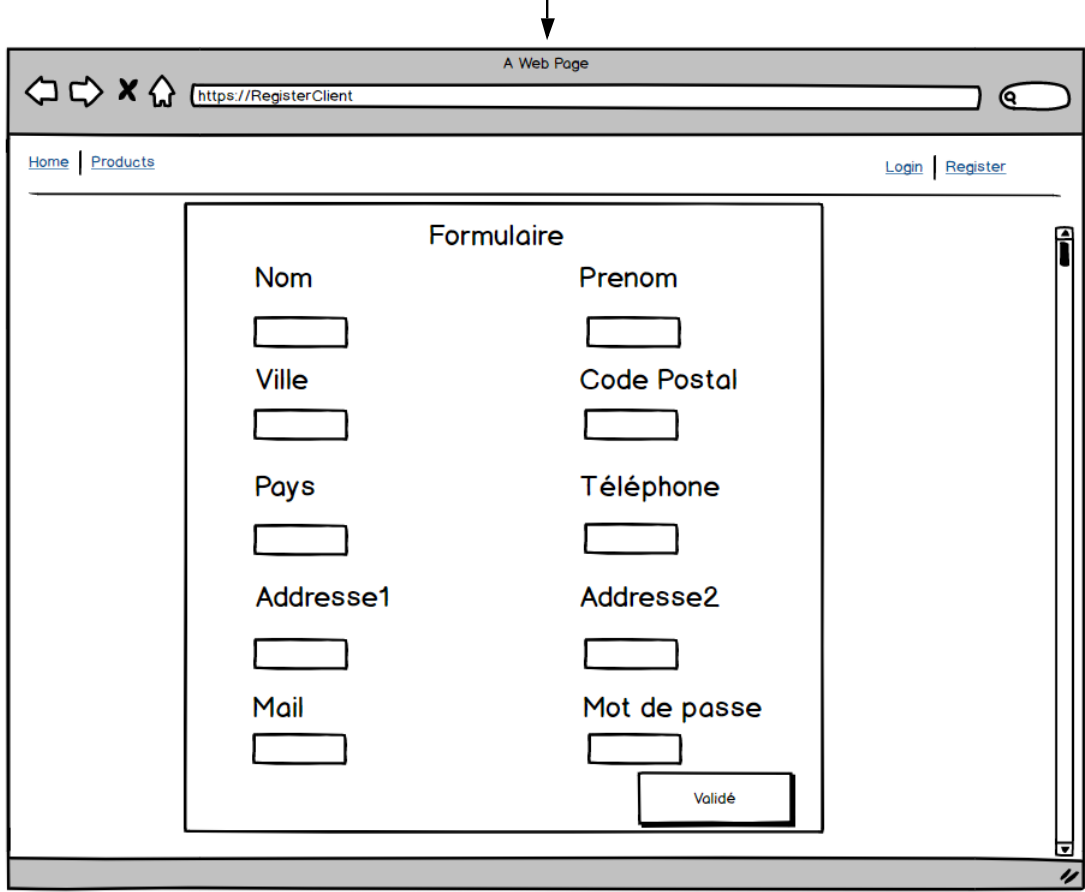 A Web Page
https://RegisterClient
Home | Products
Login | Register
Formulaire
Nom
Prenom
Ville
Code Postal
Pays
Téléphone
Addresse1
Addresse2
Mail
Mot de passe
Validé